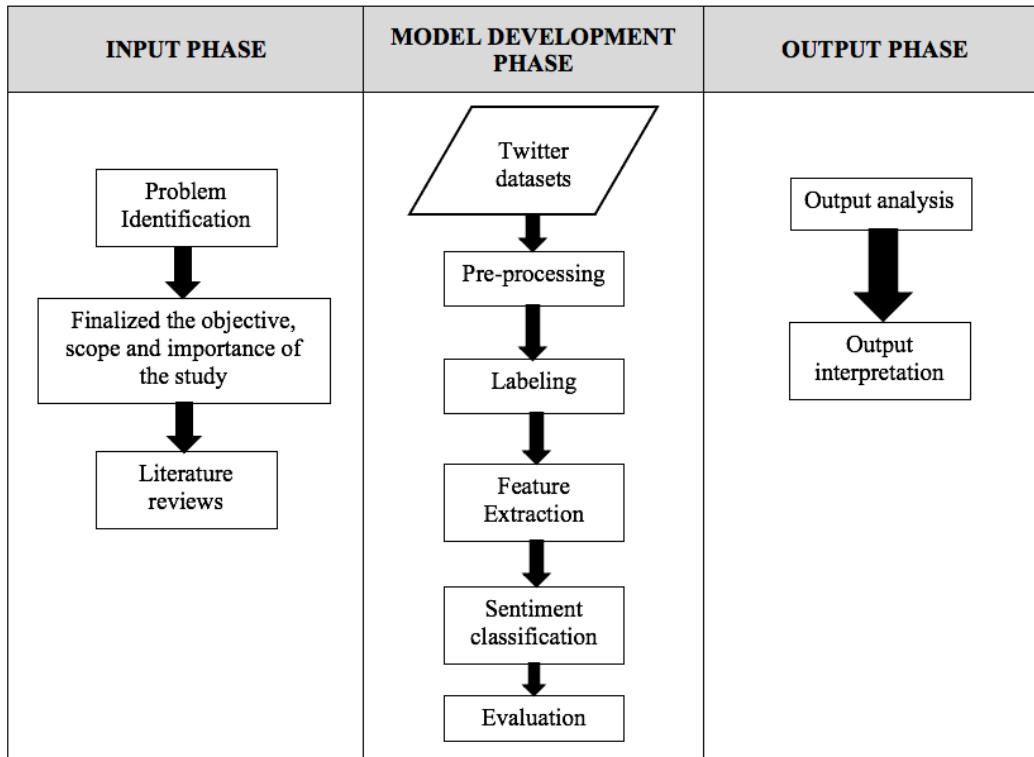 INPUT PHASE
MODEL DEVELOPMENT
PHASE
OUTPUT PHASE
Problem
Identification
Finalized the objective,
scope and importance of
the study
Literature
reviews
Twitter
datasets
Pre-processing
Labeling
Feature
Extraction
Sentiment
classification
Evaluation
Output analysis
Output
interpretation